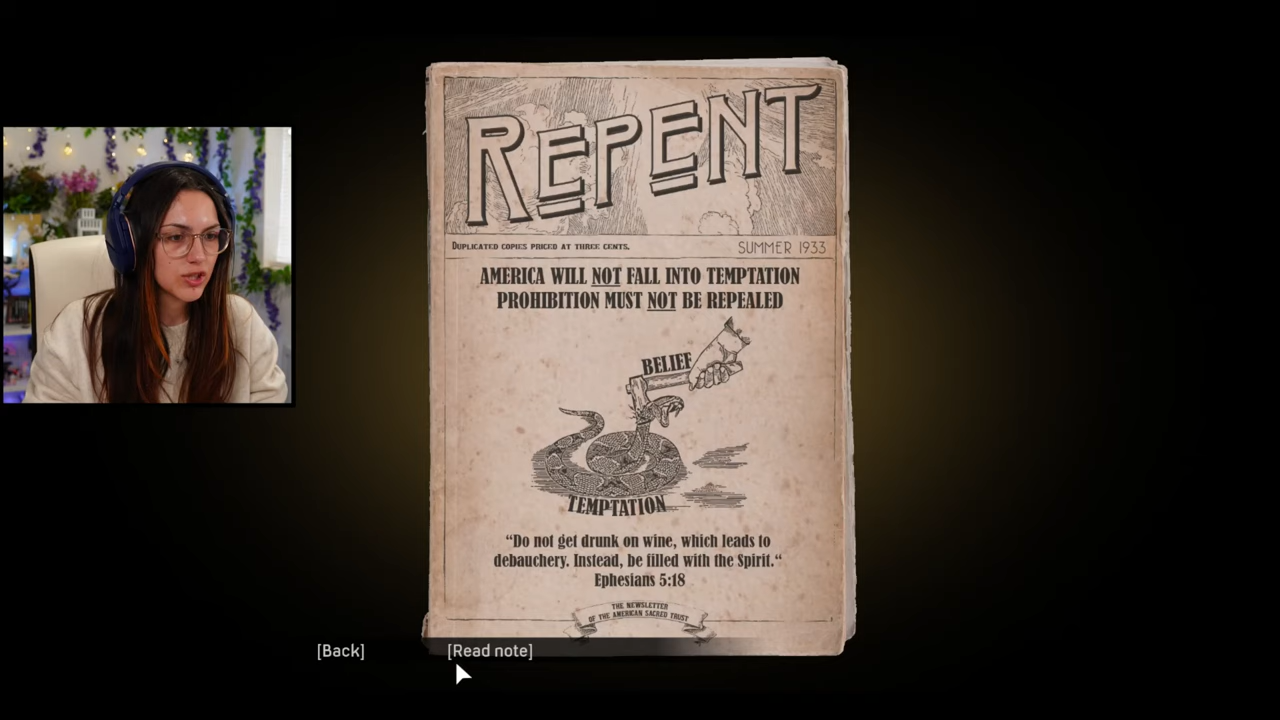 REPENT
DUPLICATED COPIES PRICED AT THREE CENTS.
SUMMER 1933
AMERICA WILL NOT FALL INTO TEMPTATION
PROHIBITION MUST NOT BE REPEALED
BELIEF
TEMPTATION
“Do not get drunk on wine, which leads to
debauchery. Instead, be filled with the Spirit.“
Ephesians 5:18
THE NEWSLETTER
OF THE AMERICAN SACRED TRUST
[Back]
[Read note]